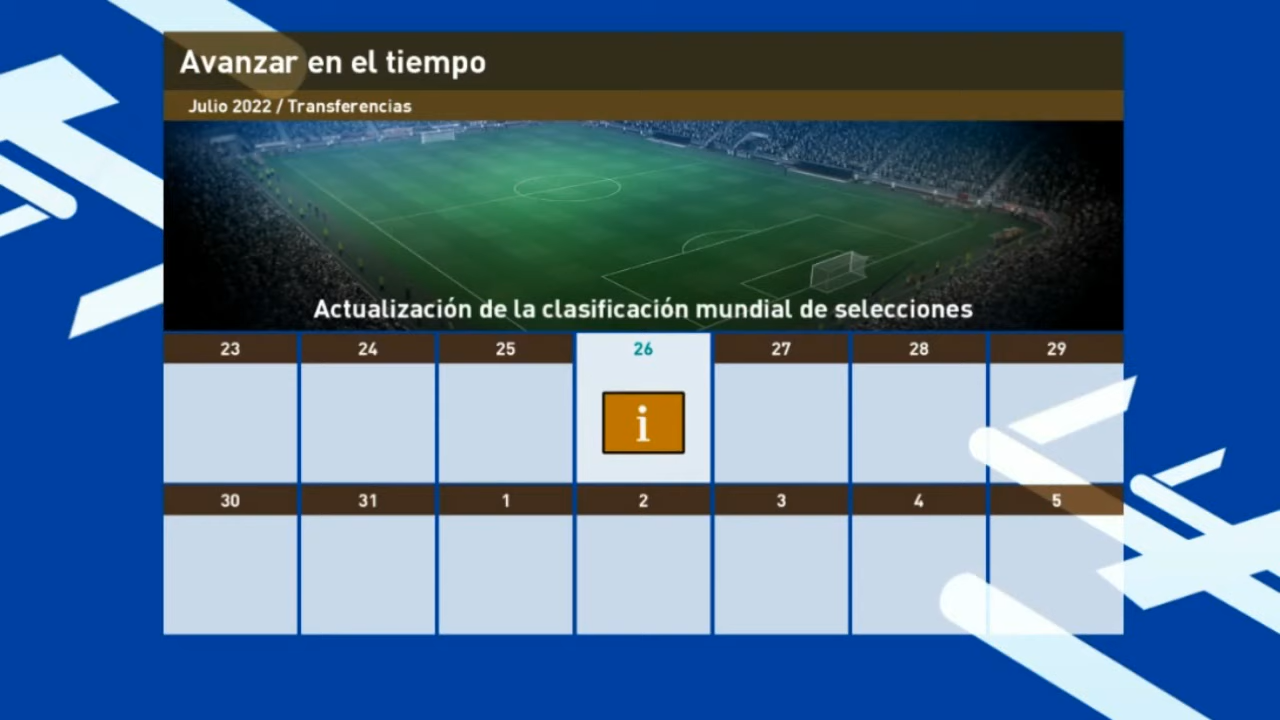 Avanzar en el tiempo
Julio 2022 / Transferencias
Actualización de la clasificación mundial de selecciones
23 24 25 26 27 28 29
i
30 31 1 2 3 4 5